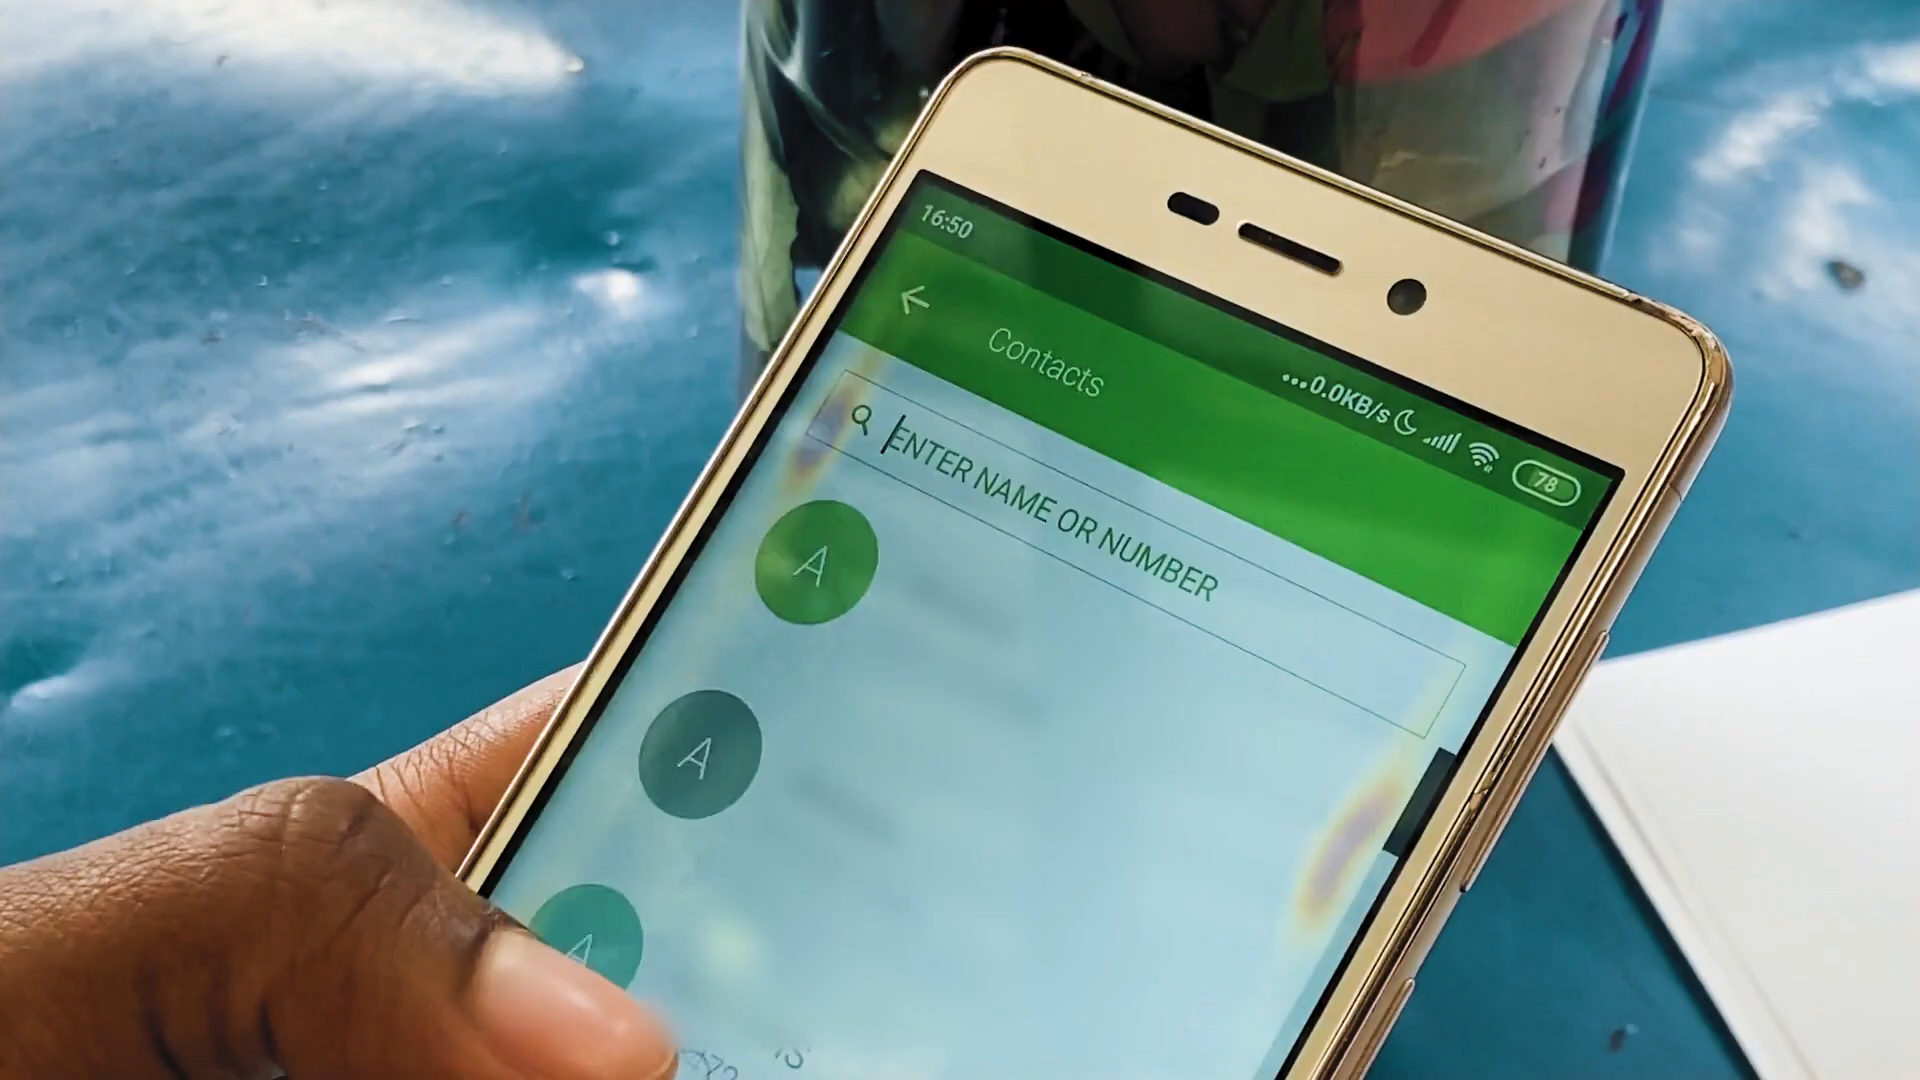 16:50
...0.0KB/s 78
Contacts
ENTER NAME OR NUMBER
A
A
A